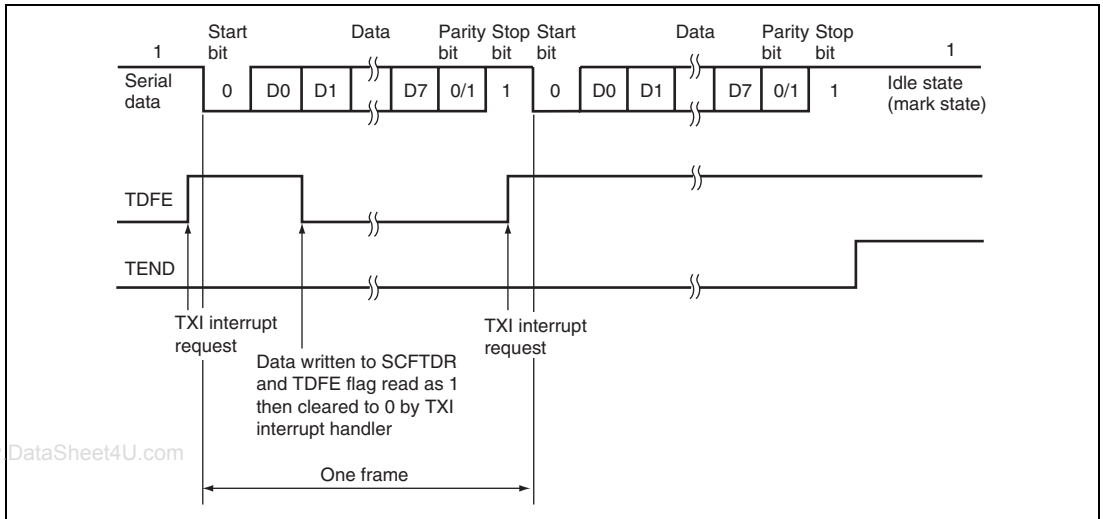 Start Data Parity Stop Start Data Parity Stop
1 bit bit bit bit bit bit 1
Serial data 0 D0 D1 D7 0/1 1 0 D0 D1 D7 0/1 1 Idle state
(mark state)
TDFE
TEND
TXI interrupt
request
Data written to SCFTDR
and TDFE flag read as 1
then cleared to 0 by TXI
interrupt handler
TXI interrupt
request
.DataSheet4U.com
One frame